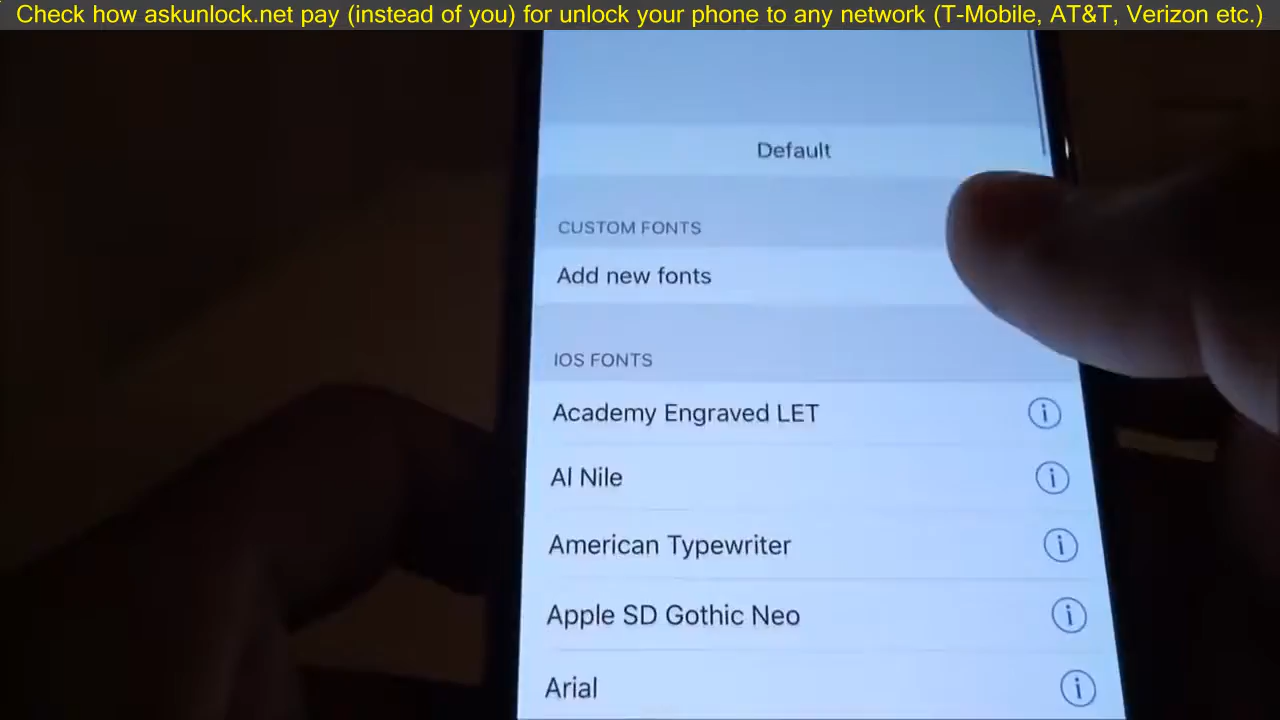 Check how askunlock.net pay (instead of you) for unlock your phone to any network (T-Mobile, AT&T, Verizon etc.)
Default
CUSTOM FONTS
Add new fonts
IOS FONTS
Academy Engraved LET
Al Nile
American Typewriter
Apple SD Gothic Neo
Arial